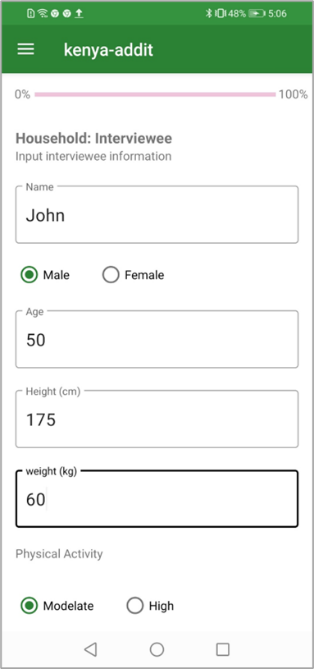 48% 5:06
kenya-addit
0% 100%
Household: Interviewee
Input interviewee information
Name
John
Male Female
Age
50
Height (cm)
175
weight (kg)
60
Physical Activity
Modelate High